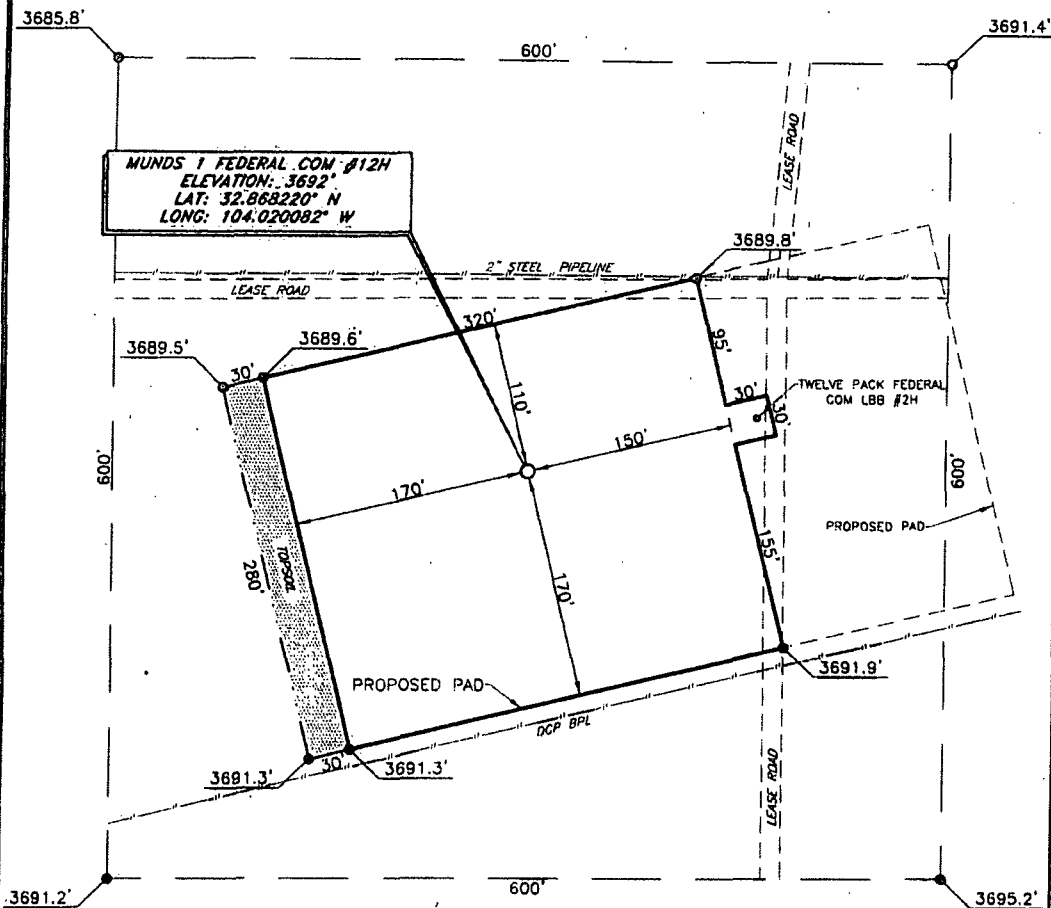 3685.8'
3691.4'
600'
LEASE ROAD
MUNDS 1 FEDERAL COM #12H
ELEVATION: 3692'
LAT: 32.868220° N
LONG: 104.020082° W
3689.8'
2" STEEL PIPELINE
LEASE ROAD
320'
3689.6'
3689.5'
30'
95'
110'
30'
30'
TWELVE PACK FEDERAL
COM LBB #2H
150'
600'
600'
170'
PROPOSED PAD
TOPSOIL
280'
155'
170'
PROPOSED PAD
3691.9'
DCP BPL
3691.3'
30'
3691.3'
LEASE ROAD
3691.2'
600'
3695.2'